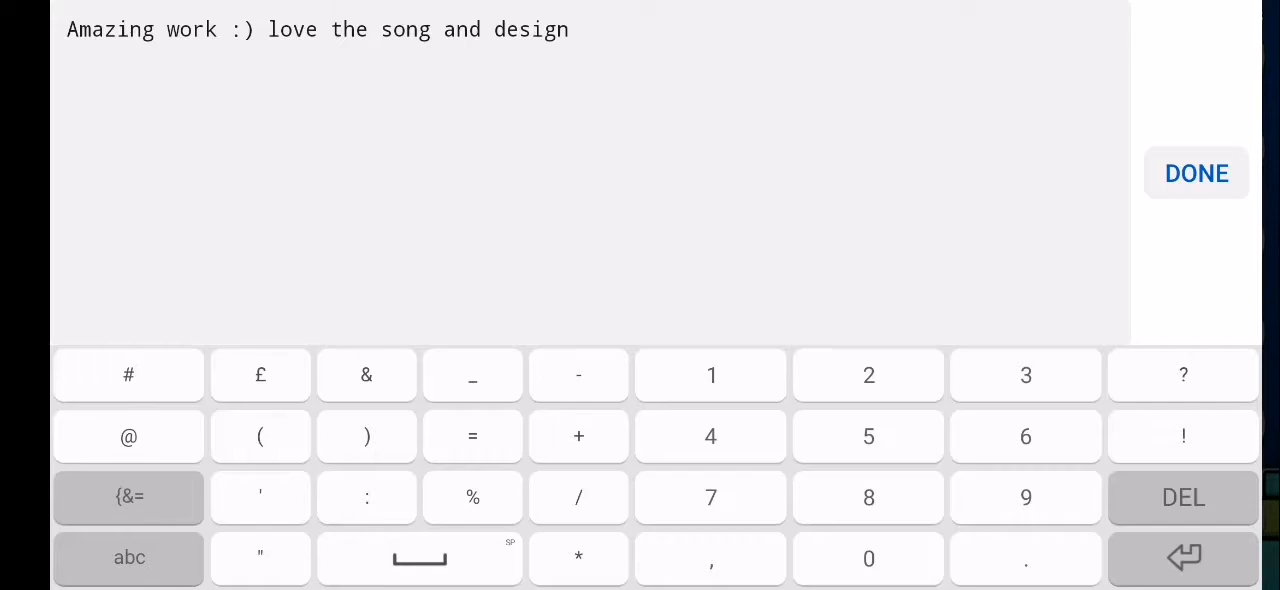 Amazing work :) love the song and design
DONE
# £ & _ - 1 2 3 ?
@ ( ) = + 4 5 6 !
{&= ' : % / 7 8 9 DEL
abc " SP * , 0 .